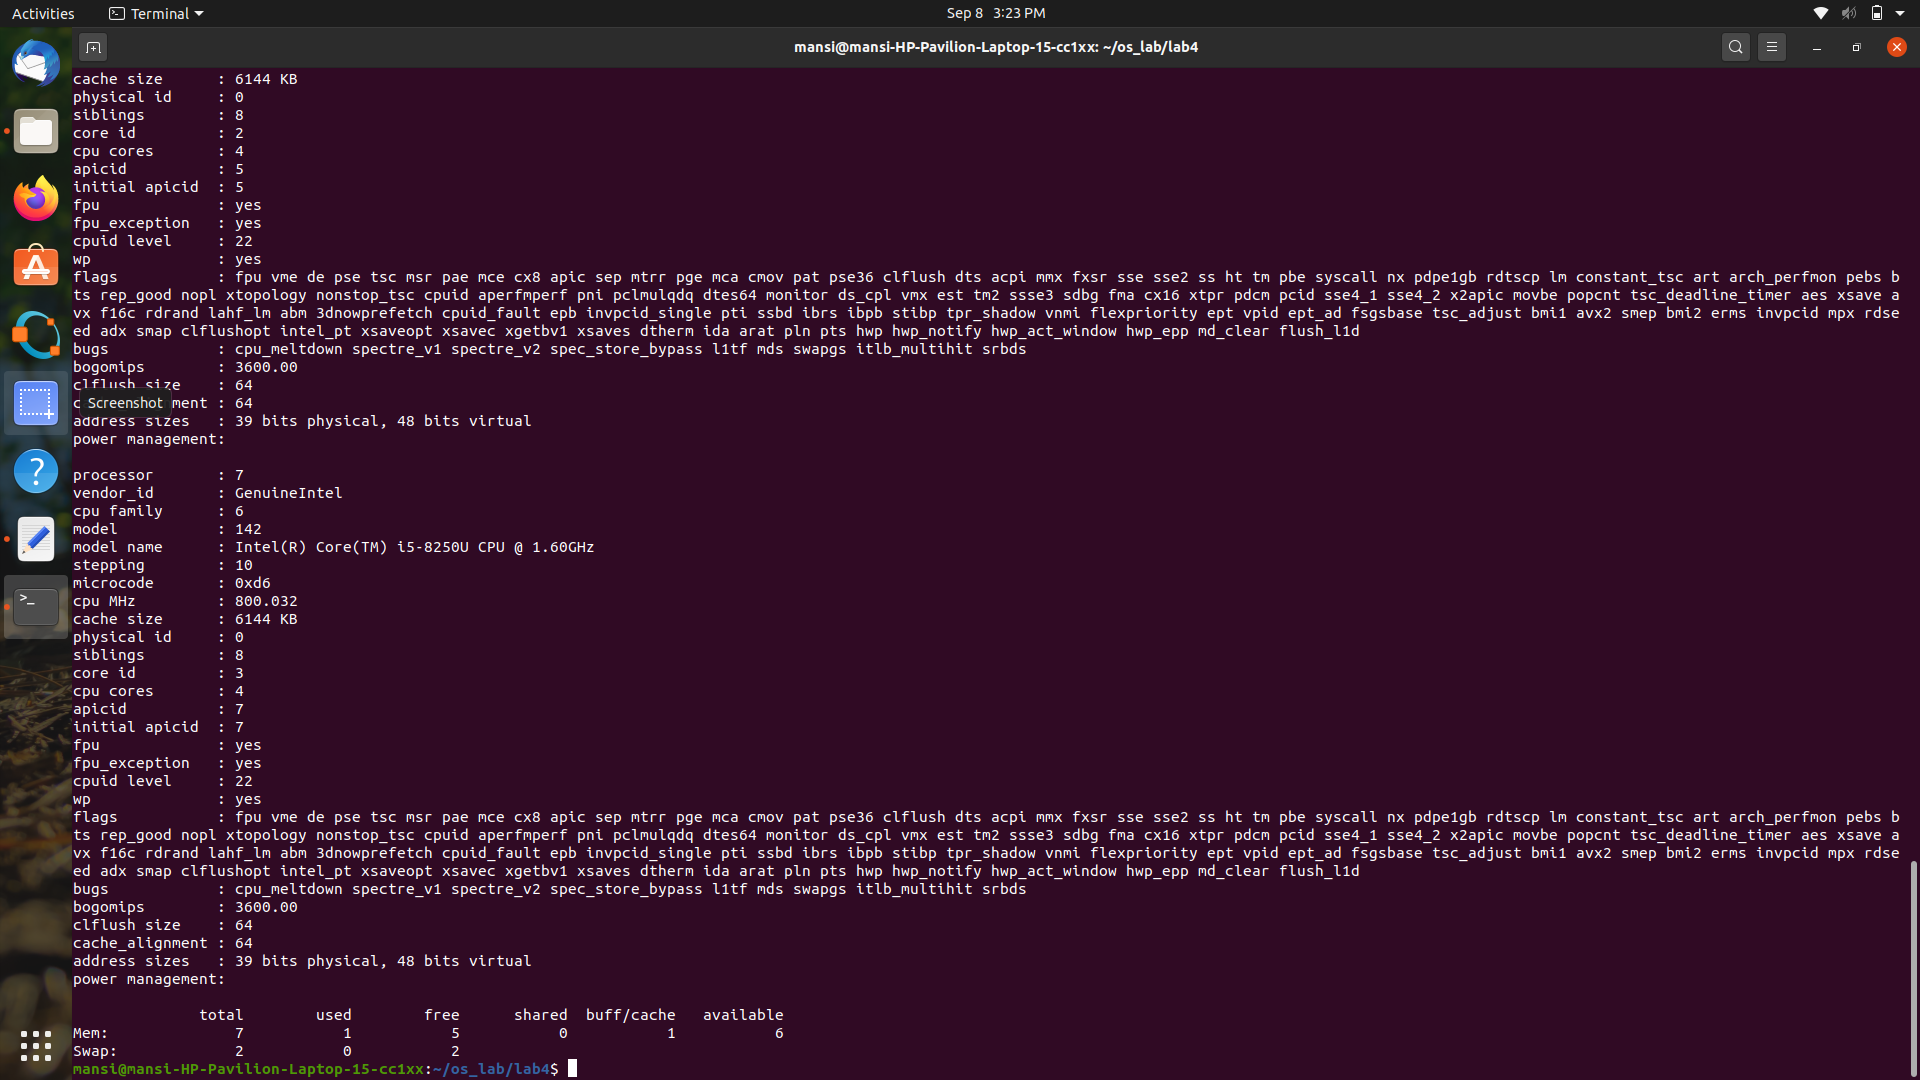 Activities Terminal Sep 8 3:23 PM
mansi@mansi-HP-Pavilion-Laptop-15-cc1xx: ~/os_lab/lab4
cache size : 6144 KB
physical id : 0
siblings : 8
core id : 2
cpu cores : 4
apicid : 5
initial apicid : 5
fpu : yes
fpu_exception : yes
cpuid level : 22
wp : yes
flags : fpu vme de pse tsc msr pae mce cx8 apic sep mtrr pge mca cmov pat pse36 clflush dts acpi mmx fxsr sse sse2 ss ht tm pbe syscall nx pdpe1gb rdtscp lm constant_tsc art arch_perfmon pebs b
ts rep_good nopl xtopology nonstop_tsc cpuid aperfmperf pni pclmulqdq dtes64 monitor ds_cpl vmx est tm2 ssse3 sdbg fma cx16 xtpr pdcm pcid sse4_1 sse4_2 x2apic movbe popcnt tsc_deadline_timer aes xsave a
vx f16c rdrand lahf_lm abm 3dnowprefetch cpuid_fault epb invpcid_single pti ssbd ibrs ibpb stibp tpr_shadow vnmi flexpriority ept vpid ept_ad fsgsbase tsc_adjust bmi1 avx2 smep bmi2 erms invpcid mpx rdse
ed adx smap clflushopt intel_pt xsaveopt xsavec xgetbv1 xsaves dtherm ida arat pln pts hwp hwp_notify hwp_act_window hwp_epp md_clear flush_l1d
bugs : cpu_meltdown spectre_v1 spectre_v2 spec_store_bypass l1tf mds swapgs itlb_multihit srbds
bogomips : 3600.00
clflush size : 64
c Screenshot ment : 64
address sizes : 39 bits physical, 48 bits virtual
power management:
processor : 7
vendor_id : GenuineIntel
cpu family : 6
model : 142
model name : Intel(R) Core(TM) i5-8250U CPU @ 1.60GHz
stepping : 10
microcode : 0xd6
cpu MHz : 800.032
cache size : 6144 KB
physical id : 0
siblings : 8
core id : 3
cpu cores : 4
apicid : 7
initial apicid : 7
fpu : yes
fpu_exception : yes
cpuid level : 22
wp : yes
flags : fpu vme de pse tsc msr pae mce cx8 apic sep mtrr pge mca cmov pat pse36 clflush dts acpi mmx fxsr sse sse2 ss ht tm pbe syscall nx pdpe1gb rdtscp lm constant_tsc art arch_perfmon pebs b
ts rep_good nopl xtopology nonstop_tsc cpuid aperfmperf pni pclmulqdq dtes64 monitor ds_cpl vmx est tm2 ssse3 sdbg fma cx16 xtpr pdcm pcid sse4_1 sse4_2 x2apic movbe popcnt tsc_deadline_timer aes xsave a
vx f16c rdrand lahf_lm abm 3dnowprefetch cpuid_fault epb invpcid_single pti ssbd ibrs ibpb stibp tpr_shadow vnmi flexpriority ept vpid ept_ad fsgsbase tsc_adjust bmi1 avx2 smep bmi2 erms invpcid mpx rdse
ed adx smap clflushopt intel_pt xsaveopt xsavec xgetbv1 xsaves dtherm ida arat pln pts hwp hwp_notify hwp_act_window hwp_epp md_clear flush_l1d
bugs : cpu_meltdown spectre_v1 spectre_v2 spec_store_bypass l1tf mds swapgs itlb_multihit srbds
bogomips : 3600.00
clflush size : 64
cache_alignment : 64
address sizes : 39 bits physical, 48 bits virtual
power management:
total used free shared buff/cache available
Mem: 7 1 5 0 1 6
Swap: 2 0 2
mansi@mansi-HP-Pavilion-Laptop-15-cc1xx:~/os_lab/lab4$